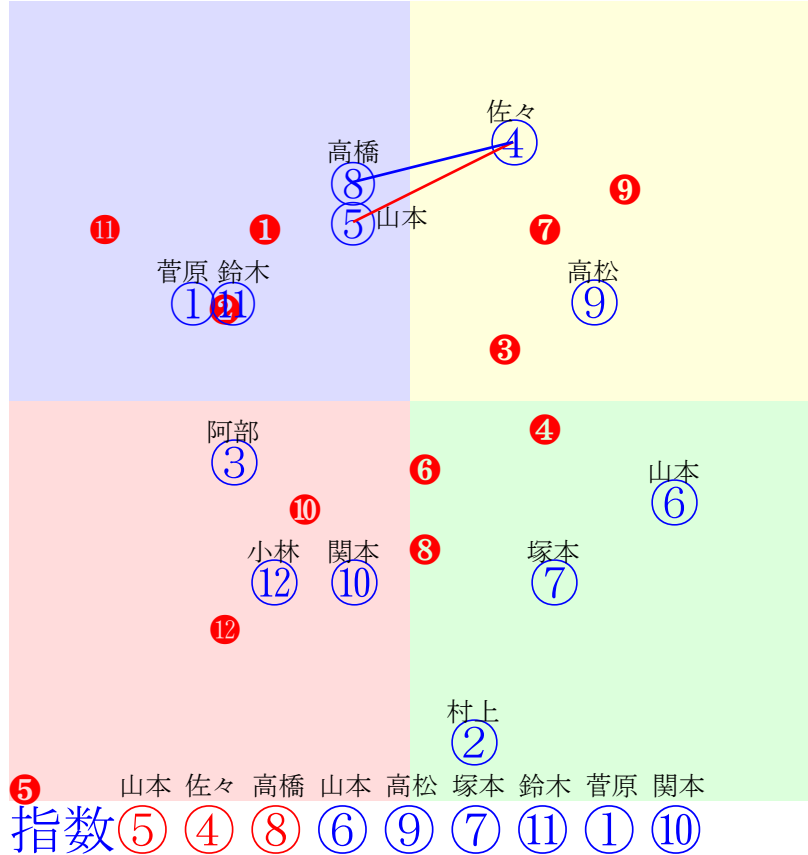 佐々
④
高橋
⑧
❾
⑤ 山本
⓫ ❶ ❼
菅原 鈴木 高松
① ❷ ⑪ ⑨
❸
阿部 ❹
③ ❻ 山本
❿ ⑥
小林 関本 ❽ 塚本
⑫ ⑩ ⑦
⓬
村上
②
❺ 山本 佐々 高橋 山本 高松 塚本 鈴木 菅原 関本
指数 ⑤ ④ ⑧ ⑥ ⑨ ⑦ ⑪ ① ⑩